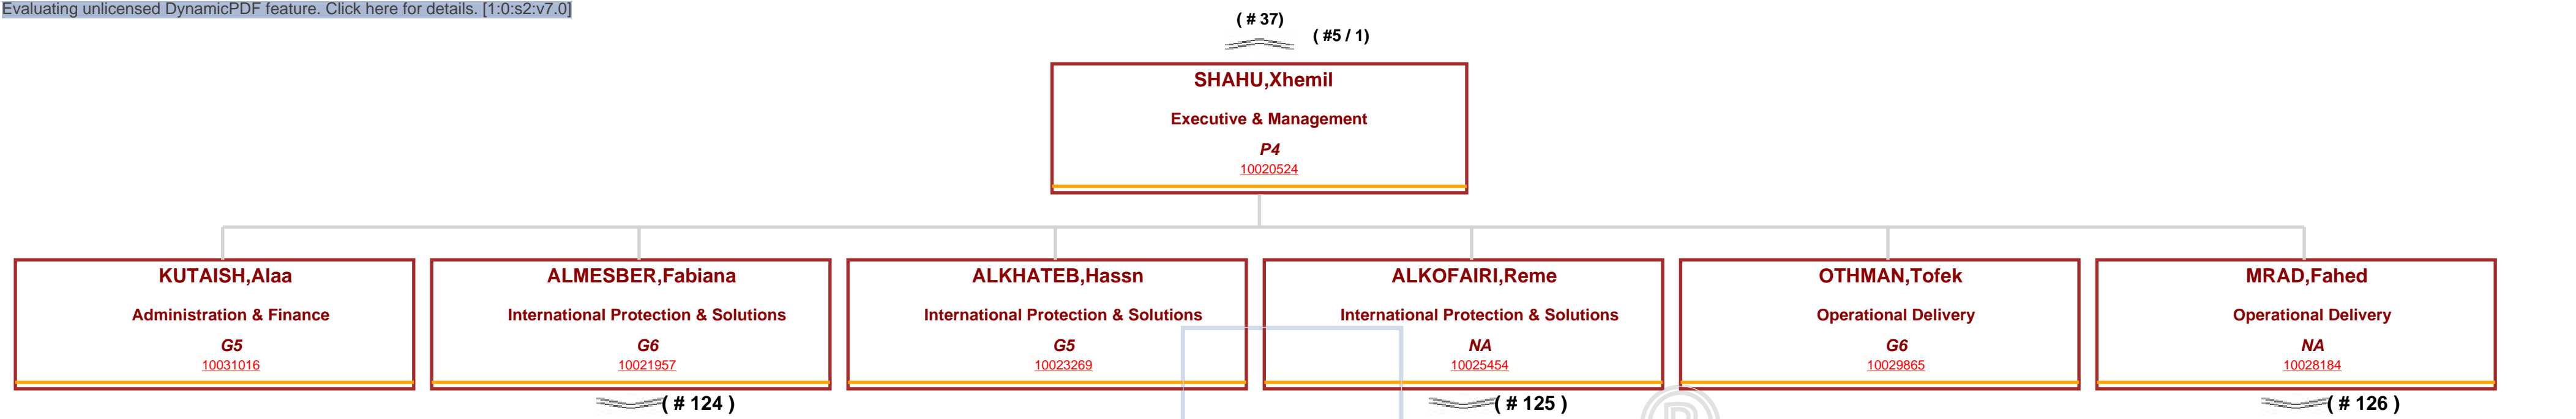 Evaluating unlicensed DynamicPDF feature. Click here for details. [1:0:s2:v7.0]
( # 37)
( #5 / 1)
SHAHU,Xhemil
Executive & Management
P4
10020524
KUTAISH,Alaa
Administration & Finance
G5
10031016
ALMESBER,Fabiana
International Protection & Solutions
G6
10021957
( # 124 )
ALKHATEB,Hassn
International Protection & Solutions
G5
10023269
ALKOFAIRI,Reme
International Protection & Solutions
NA
10025454
( # 125 )
OTHMAN,Tofek
Operational Delivery
G6
10029865
MRAD,Fahed
Operational Delivery
NA
10028184
( # 126 )